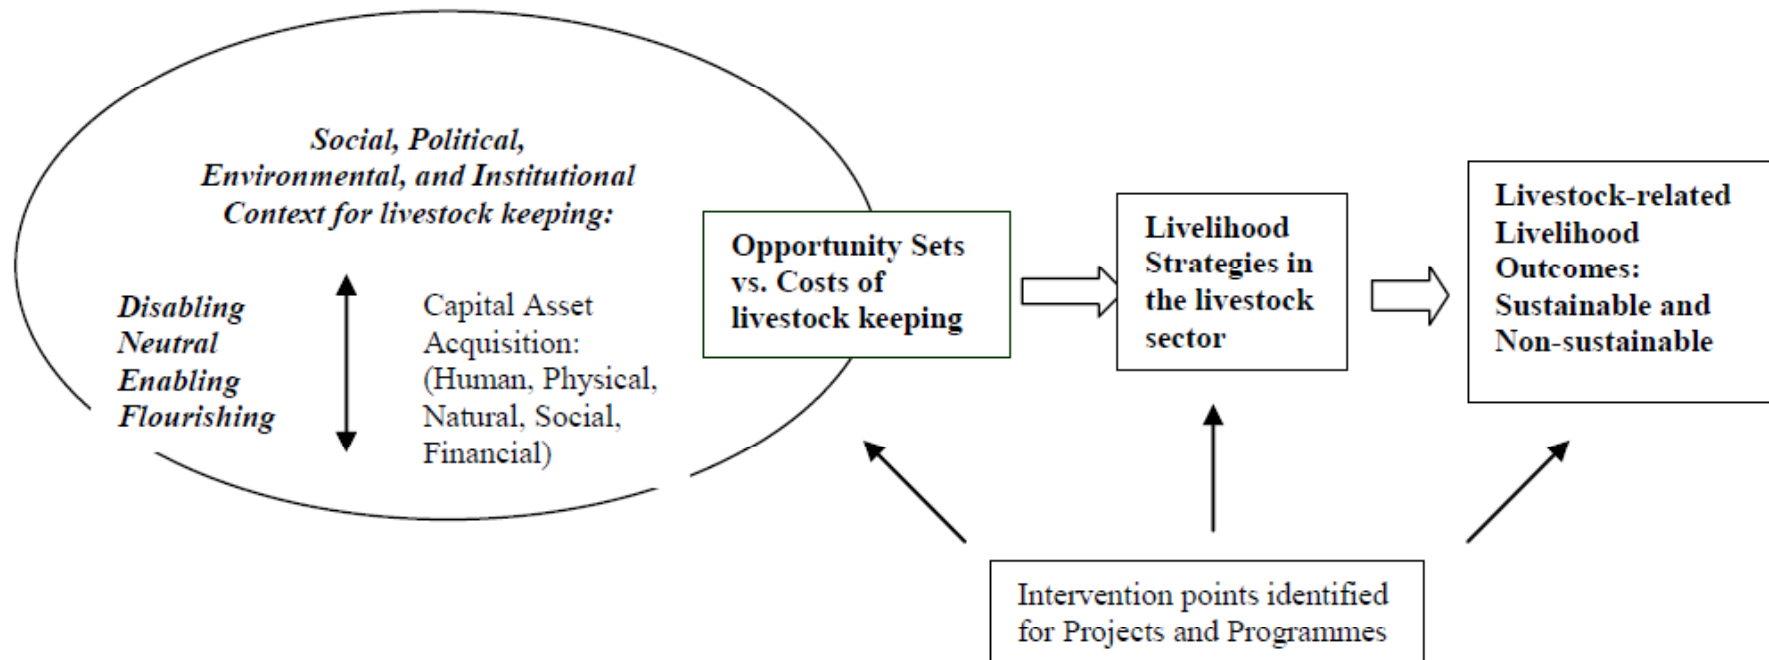 Social, Political,
Environmental, and Institutional
Context for livestock keeping:
Disabling
Neutral
Enabling
Flourishing
Capital Asset
Acquisition:
(Human, Physical,
Natural, Social,
Financial)
Opportunity Sets
vs. Costs of
livestock keeping
Livelihood
Strategies in
the livestock
sector
Livestock-related
Livelihood
Outcomes:
Sustainable and
Non-sustainable
Intervention points identified
for Projects and Programmes